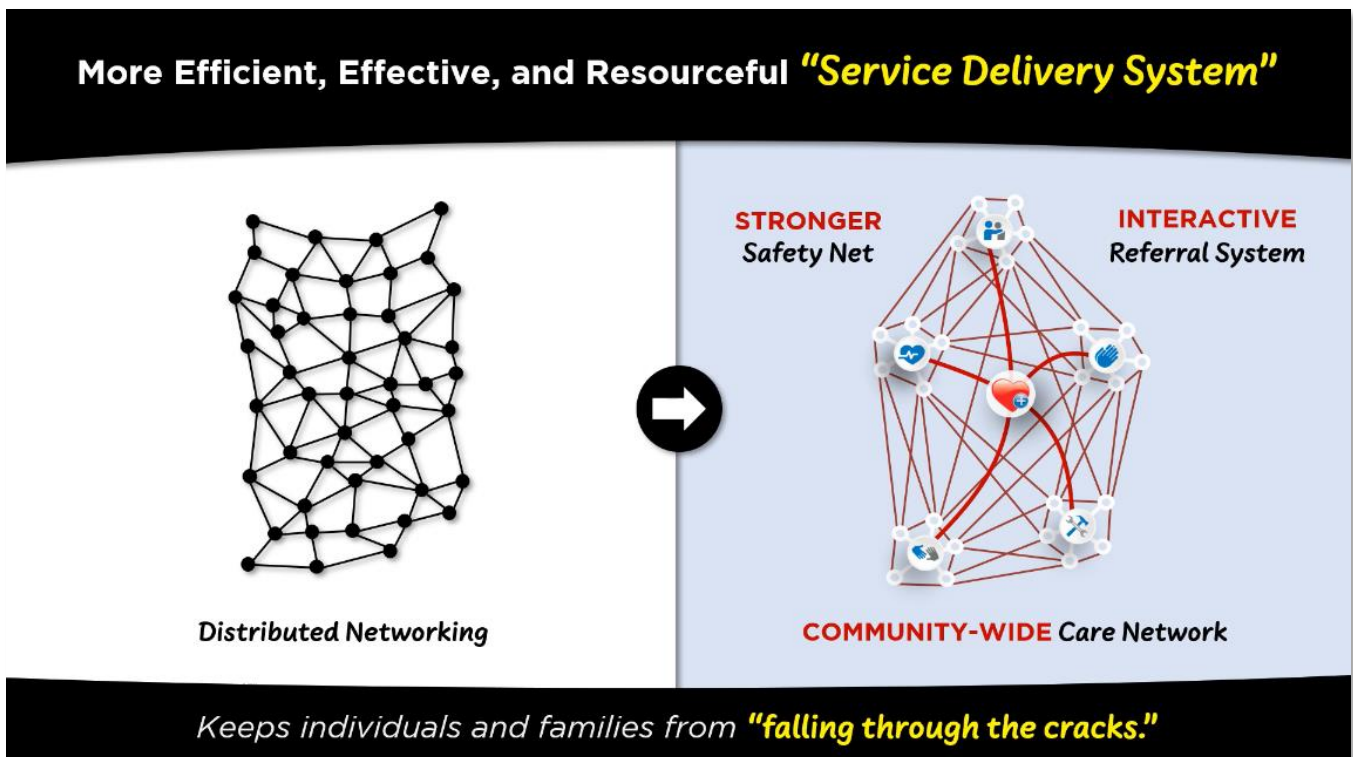 More Efficient, Effective, and Resourceful “Service Delivery System”
STRONGER
Safety Net
INTERACTIVE
Referral System
Distributed Networking
COMMUNITY-WIDE Care Network
Keeps individuals and families from “falling through the cracks.”